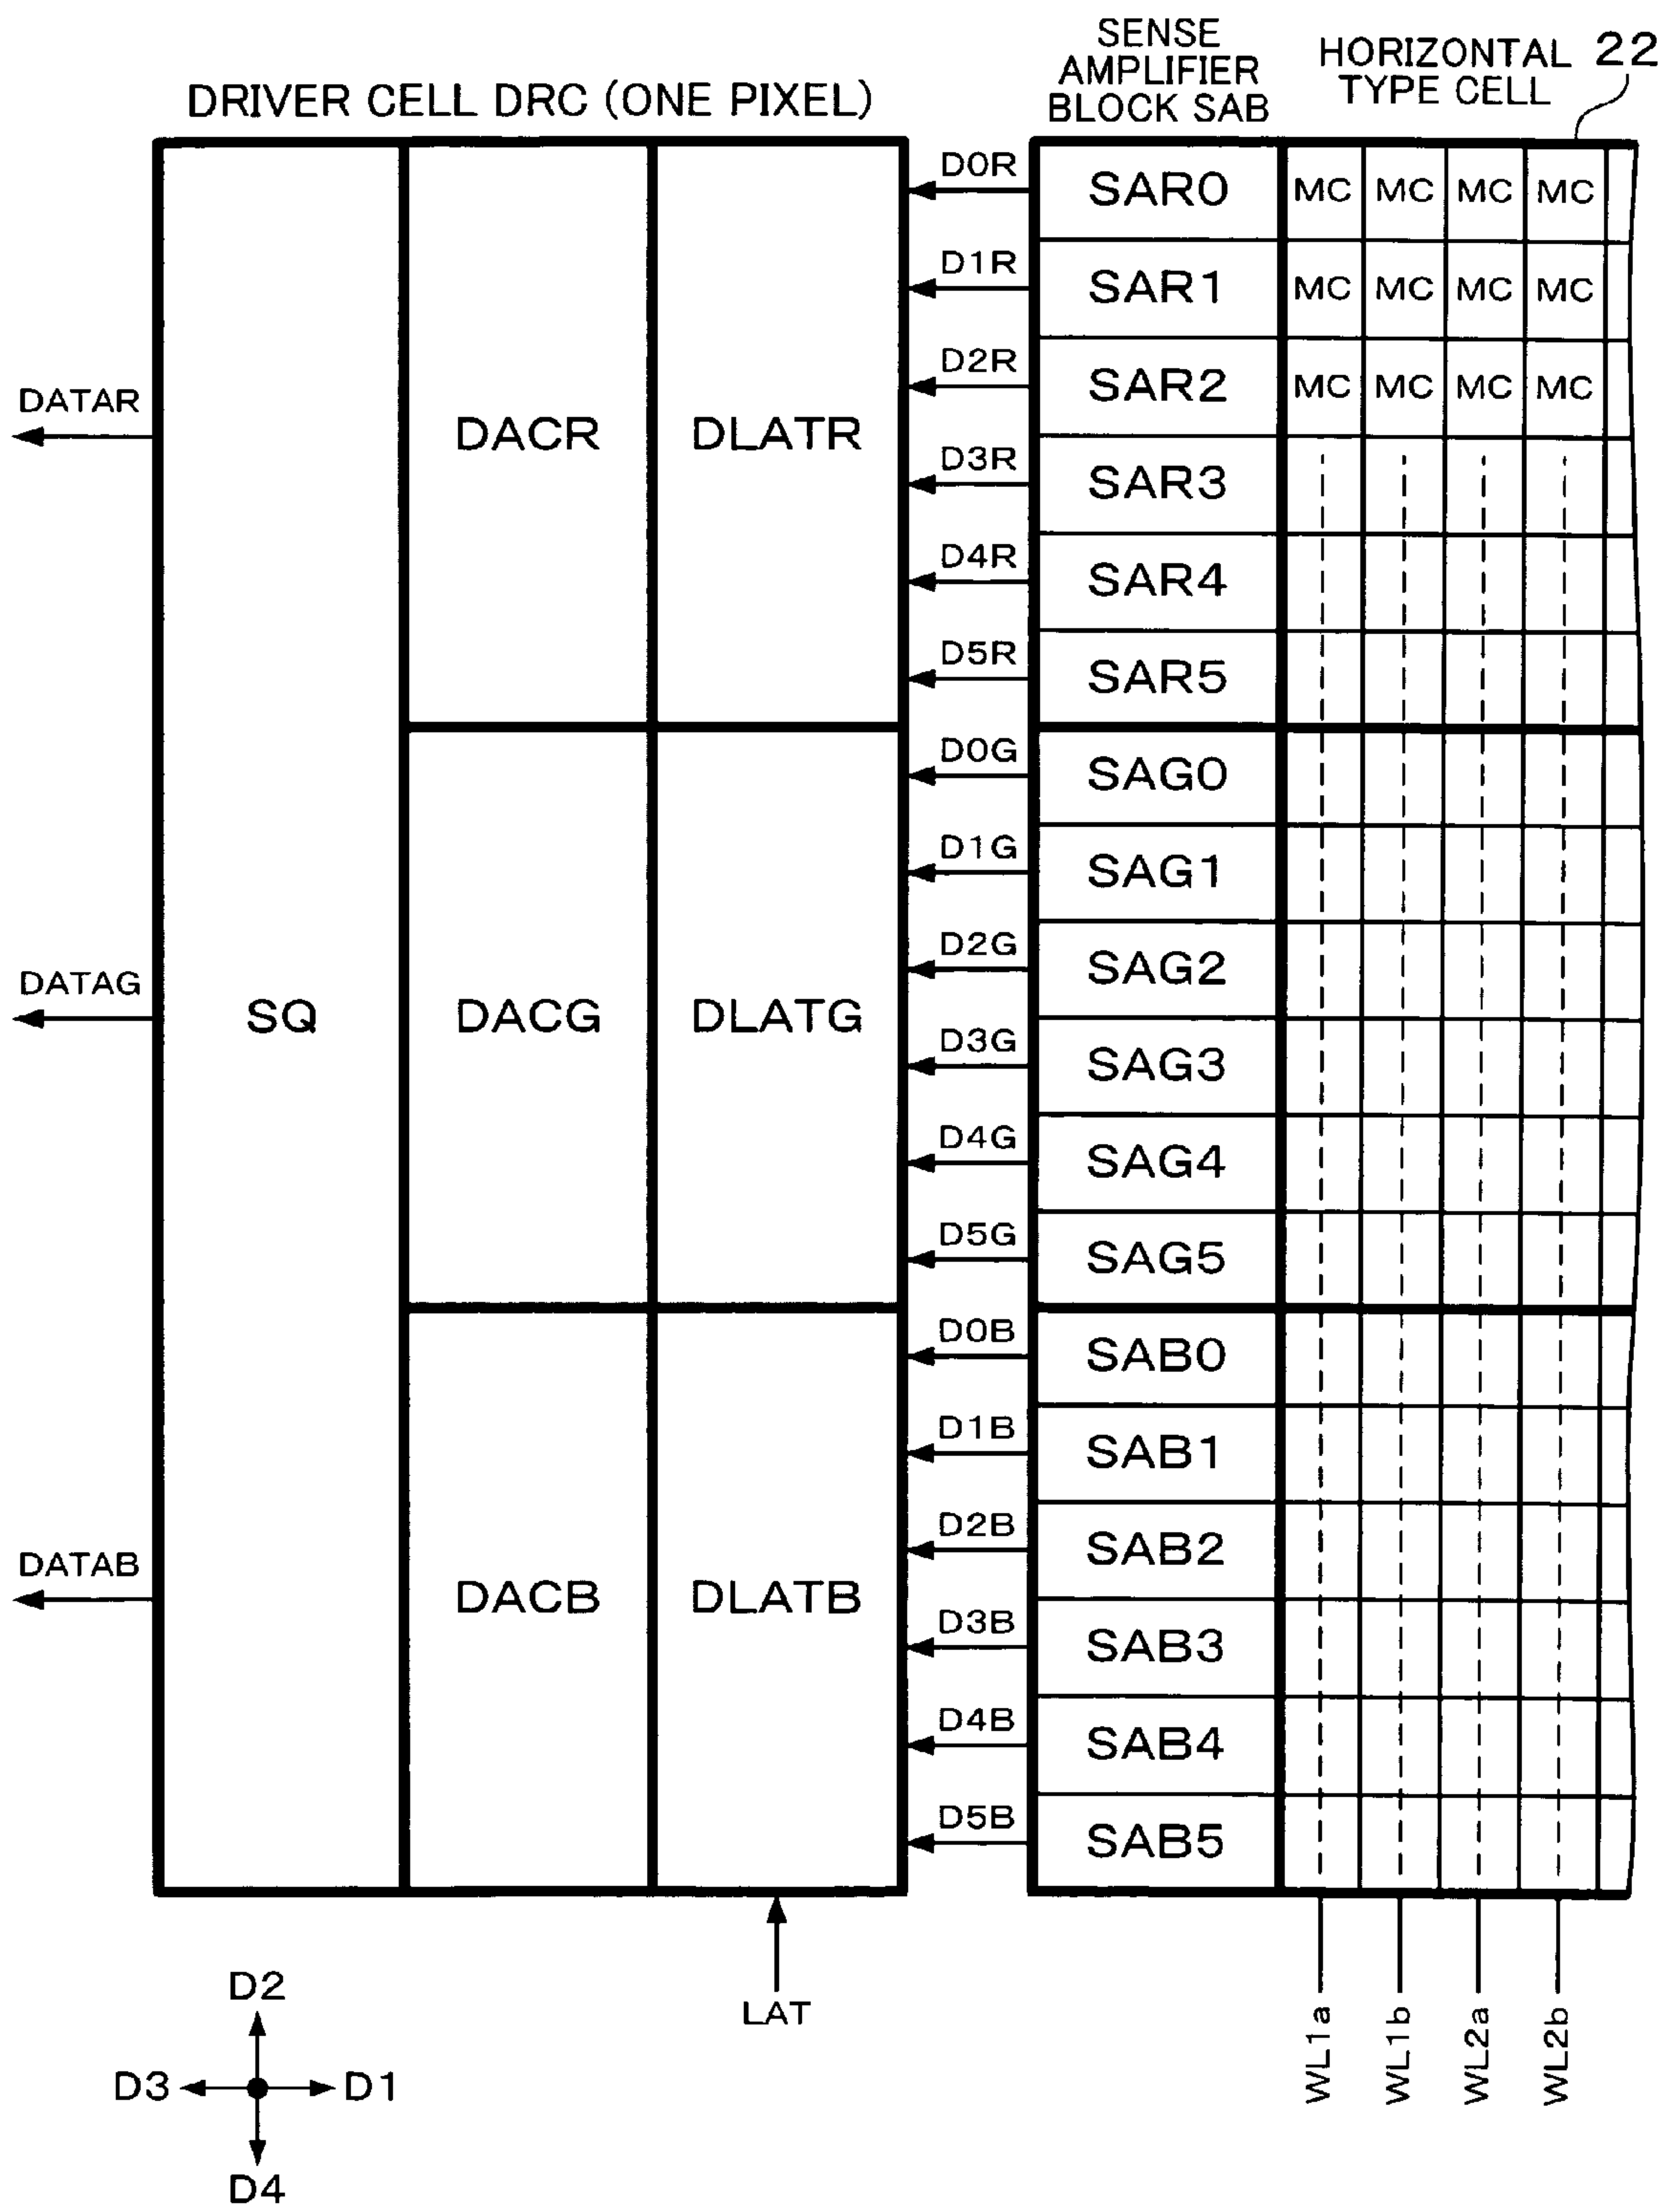 SENSE
AMPLIFIER
BLOCK SAB
HORIZONTAL 22
TYPE CELL
DRIVER CELL DRC (ONE PIXEL)
D0R SAR0 MC MC MC MC
D1R SAR1 MC MC MC MC
D2R SAR2 MC MC MC MC
DATAR DACR DLATR
D3R SAR3
D4R SAR4
D5R SAR5
D0G SAG0
D1G SAG1
D2G SAG2
DATAG SQ DACG DLATG
D3G SAG3
D4G SAG4
D5G SAG5
D0B SAB0
D1B SAB1
D2B SAB2
DATAB DACB DLATB
D3B SAB3
D4B SAB4
D5B SAB5
LAT
WL1a
WL1b
WL2a
WL2b
D2
D3 D1
D4